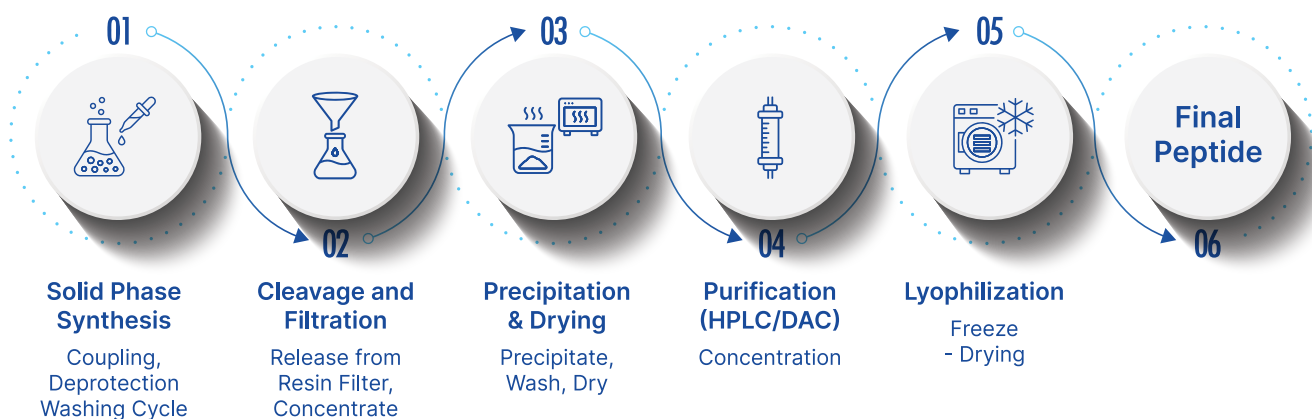 01
Solid Phase
Synthesis
Coupling,
Deprotection
Washing Cycle
02
Cleavage and
Filtration
Release from
Resin Filter,
Concentrate
03
Precipitation
& Drying
Precipitate,
Wash, Dry
04
Purification
(HPLC/DAC)
Concentration
05
Lyophilization
Freeze
- Drying
Final
Peptide
06